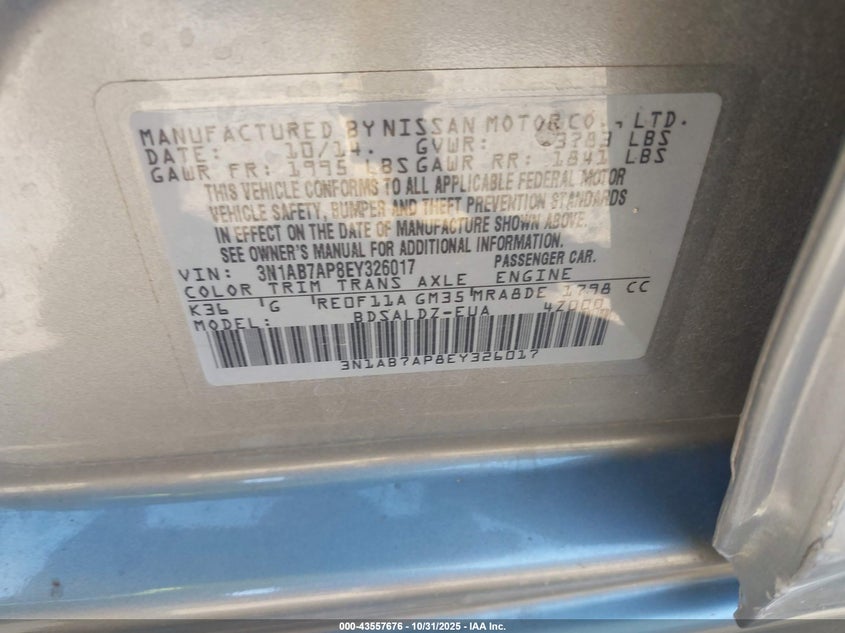 MANUFACTURED BY NISSAN MOTOR CO., LTD.
DATE: 10/14. GVWR: 3783 LBS
GAWR FR: 1995 LBS GAWR RR: 1841 LBS
THIS VEHICLE CONFORMS TO ALL APPLICABLE FEDERAL MOTOR
VEHICLE SAFETY, BUMPER AND THEFT PREVENTION STANDARDS
IN EFFECT ON THE DATE OF MANUFACTURE SHOWN ABOVE.
SEE OWNER'S MANUAL FOR ADDITIONAL INFORMATION.
VIN: 3N1AB7AP8EY326017 PASSENGER CAR.
COLOR TRIM TRANS AXLE ENGINE
K36 G RE0F11A GM35 MRA8DE 1798 CC
MODEL: BDSALDZ-EUA
3N1AB7AP8EY326017
000-43557676 - 10/31/2025 - IAA Inc.